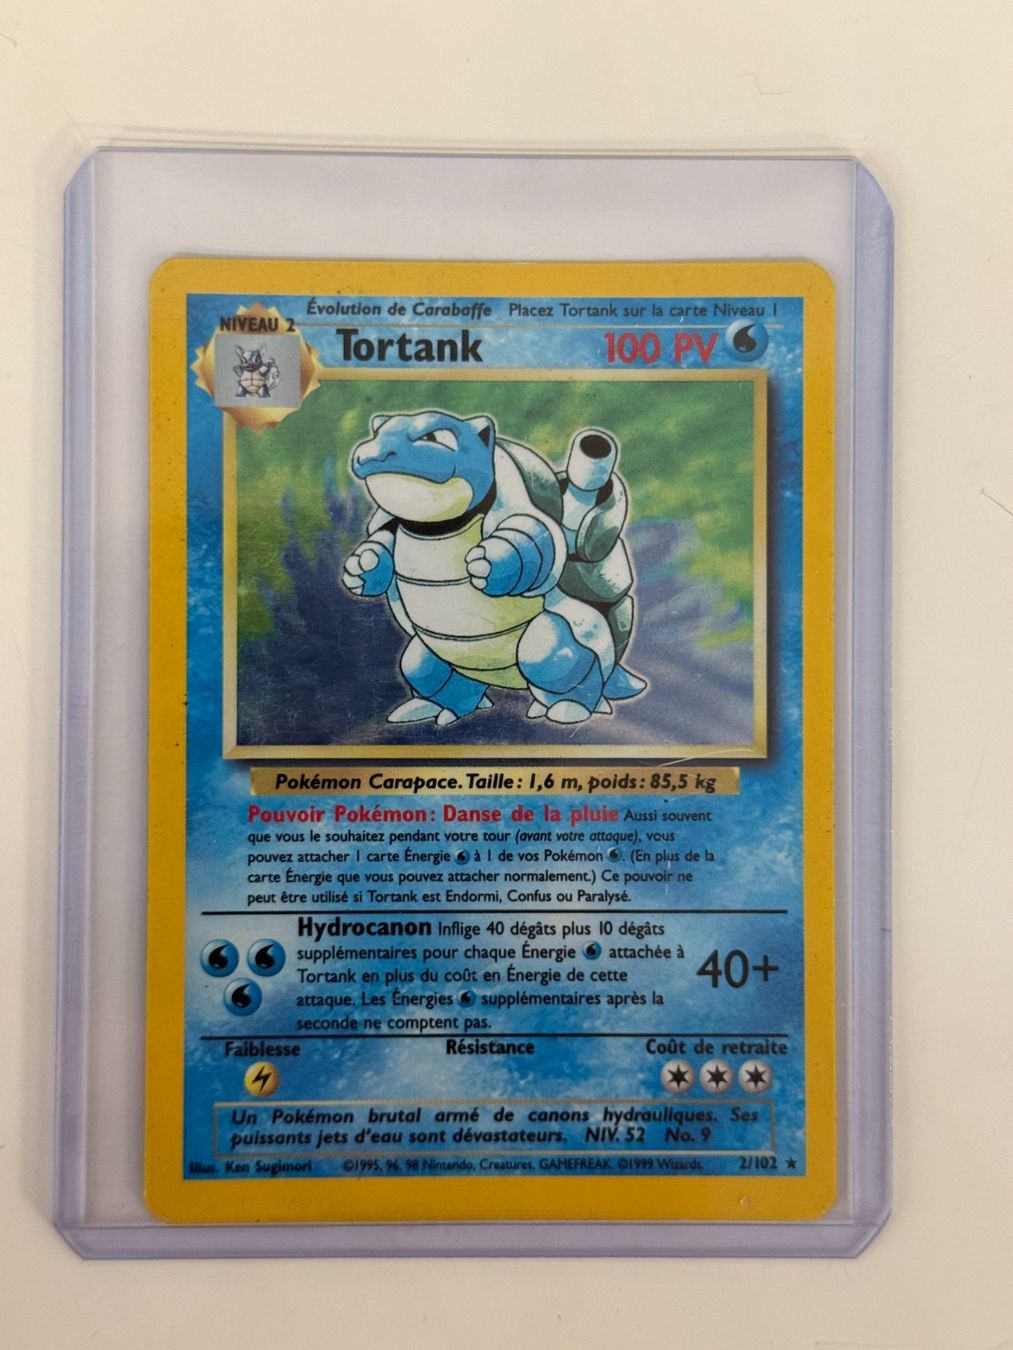 Évolution de Carabaffe Placez Tortank sur la carte Niveau 1
NIVEAU 2
Tortank 100 PV
Pokémon Carapace. Taille: 1,6 m, poids: 85,5 kg
Pouvoir Pokémon: Danse de la pluie Aussi souvent
que vous le souhaitez pendant votre tour (avant votre attaque), vous
pouvez attacher 1 carte Énergie à 1 de vos Pokémon . (En plus de la
carte Énergie que vous pouvez attacher normalement.) Ce pouvoir ne
peut être utilisé si Tortank est Endormi, Confus ou Paralysé.
Hydrocanon Inflige 40 dégâts plus 10 dégâts
supplémentaires pour chaque Énergie attachée à
Tortank en plus du coût en Énergie de cette
attaque. Les Énergies supplémentaires après la
seconde ne comptent pas.
40+
Faiblesse Résistance Coût de retraite
Un Pokémon brutal armé de canons hydrauliques. Ses
puissants jets d'eau sont dévastateurs. NIV. 52 No. 9
Illus. Ken Sugimori ©1995, 96, 98 Nintendo, Creatures, GAMEFREAK. ©1999 Wizards. 2/102 ★